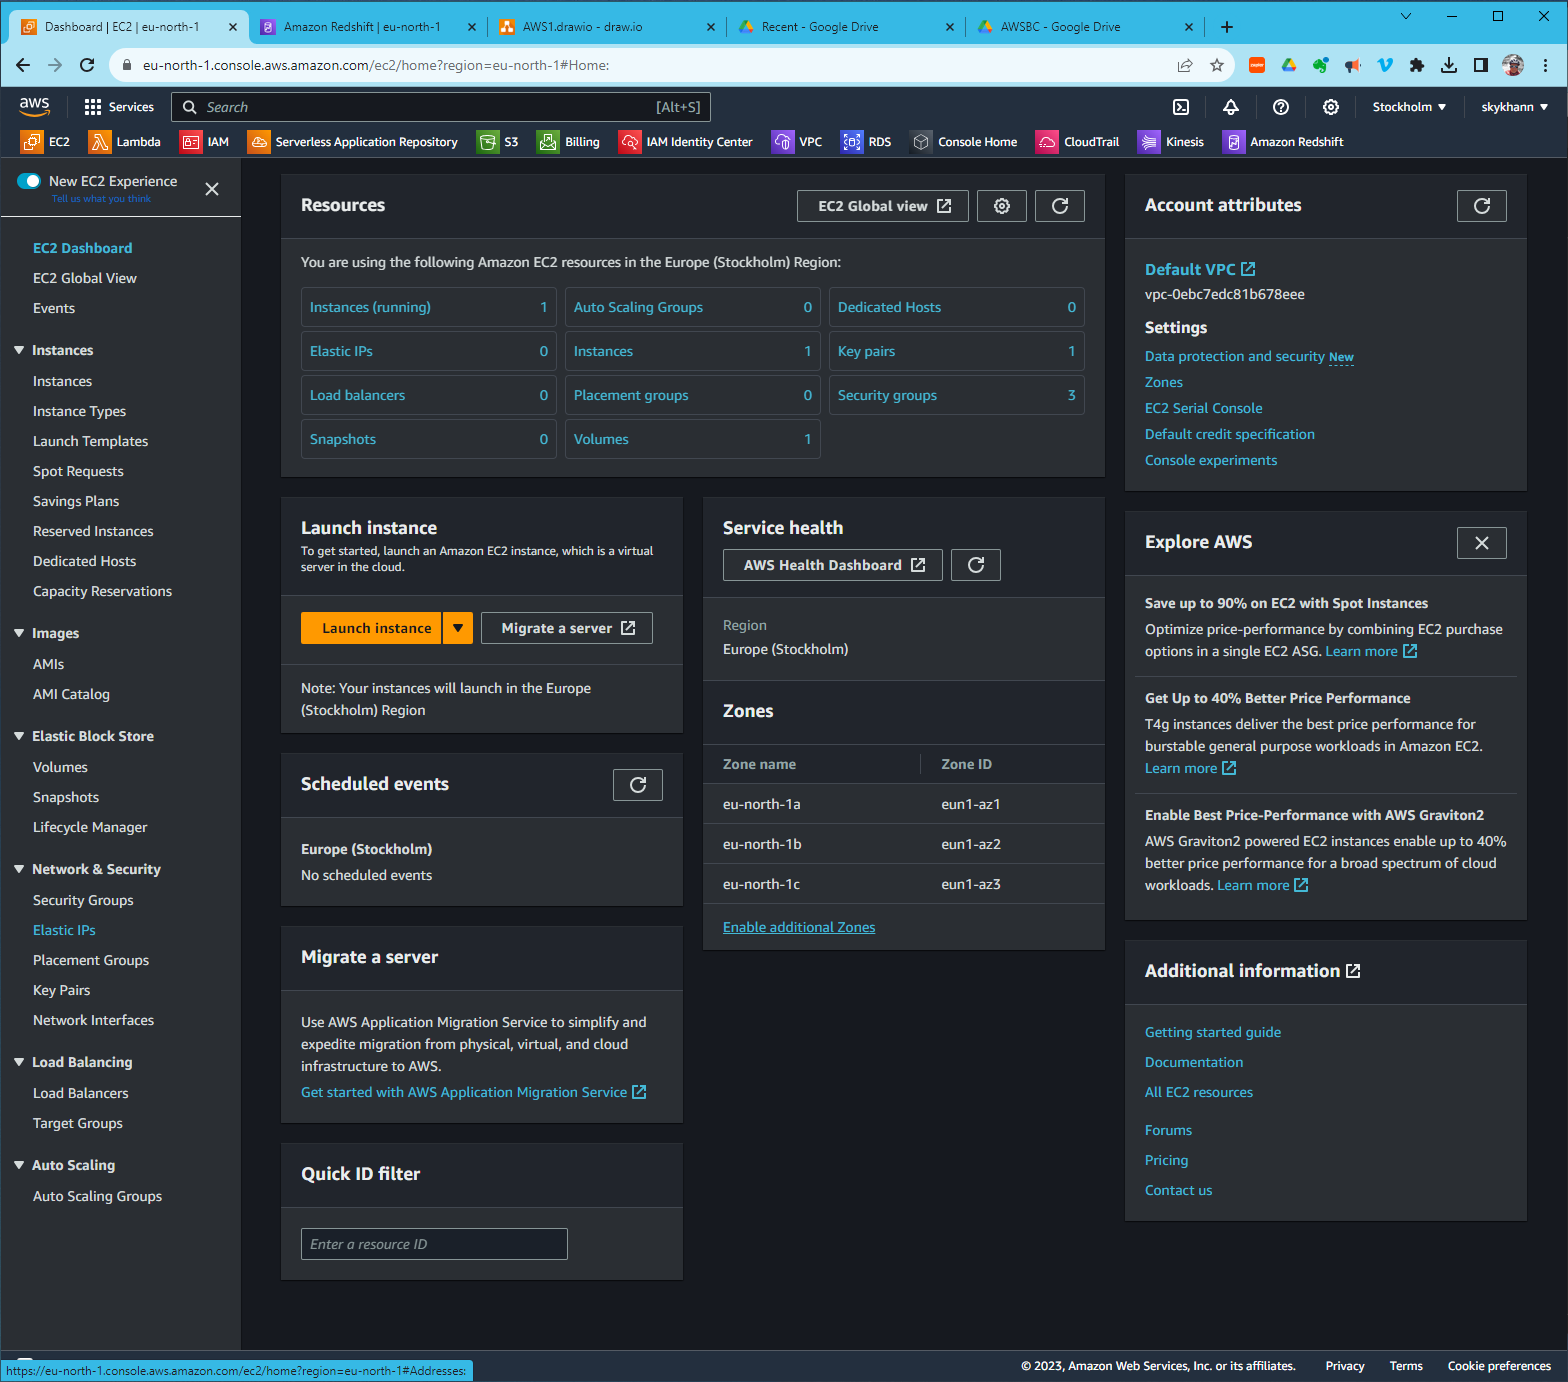 Dashboard | EC2 | eu-north-1
Amazon Redshift | eu-north-1
AWS1.drawio - draw.io
Recent - Google Drive
AWSBC - Google Drive
eu-north-1.console.aws.amazon.com/ec2/home?region=eu-north-1#Home:
aws
Services
Search
[Alt+S]
Stockholm
skykhann
EC2
Lambda
IAM
Serverless Application Repository
S3
Billing
IAM Identity Center
VPC
RDS
Console Home
CloudTrail
Kinesis
Amazon Redshift
New EC2 Experience
Tell us what you think
EC2 Dashboard
EC2 Global View
Events
Instances
Instances
Instance Types
Launch Templates
Spot Requests
Savings Plans
Reserved Instances
Dedicated Hosts
Capacity Reservations
Images
AMIs
AMI Catalog
Elastic Block Store
Volumes
Snapshots
Lifecycle Manager
Network & Security
Security Groups
Elastic IPs
Placement Groups
Key Pairs
Network Interfaces
Load Balancing
Load Balancers
Target Groups
Auto Scaling
Auto Scaling Groups
Resources
EC2 Global view
You are using the following Amazon EC2 resources in the Europe (Stockholm) Region:
Instances (running) 1
Auto Scaling Groups 0
Dedicated Hosts 0
Elastic IPs 0
Instances 1
Key pairs 1
Load balancers 0
Placement groups 0
Security groups 3
Snapshots 0
Volumes 1
Launch instance
To get started, launch an Amazon EC2 instance, which is a virtual
server in the cloud.
Launch instance
Migrate a server
Note: Your instances will launch in the Europe
(Stockholm) Region
Scheduled events
Europe (Stockholm)
No scheduled events
Migrate a server
Use AWS Application Migration Service to simplify and
expedite migration from physical, virtual, and cloud
infrastructure to AWS.
Get started with AWS Application Migration Service
Quick ID filter
Enter a resource ID
Service health
AWS Health Dashboard
Region
Europe (Stockholm)
Zones
Zone name Zone ID
eu-north-1a eun1-az1
eu-north-1b eun1-az2
eu-north-1c eun1-az3
Enable additional Zones
Account attributes
Default VPC
vpc-0ebc7edc81b678eee
Settings
Data protection and security New
Zones
EC2 Serial Console
Default credit specification
Console experiments
Explore AWS
Save up to 90% on EC2 with Spot Instances
Optimize price-performance by combining EC2 purchase
options in a single EC2 ASG. Learn more
Get Up to 40% Better Price Performance
T4g instances deliver the best price performance for
burstable general purpose workloads in Amazon EC2.
Learn more
Enable Best Price-Performance with AWS Graviton2
AWS Graviton2 powered EC2 instances enable up to 40%
better price performance for a broad spectrum of cloud
workloads. Learn more
Additional information
Getting started guide
Documentation
All EC2 resources
Forums
Pricing
Contact us
https://eu-north-1.console.aws.amazon.com/ec2/home?region=eu-north-1#Addresses:
© 2023, Amazon Web Services, Inc. or its affiliates.
Privacy
Terms
Cookie preferences